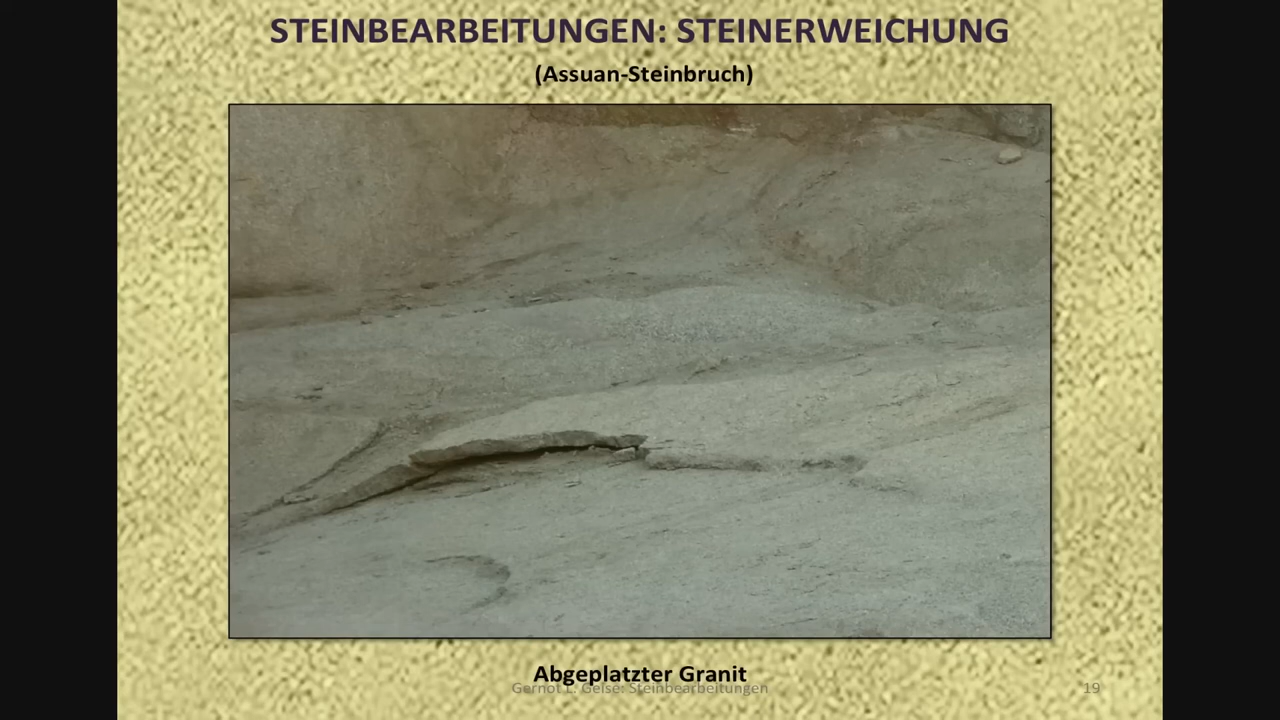 STEINBEARBEITUNGEN: STEINERWEICHUNG
(Assuan-Steinbruch)
Abgeplatzter Granit
Gernot L. Geise: Steinbearbeitungen
19